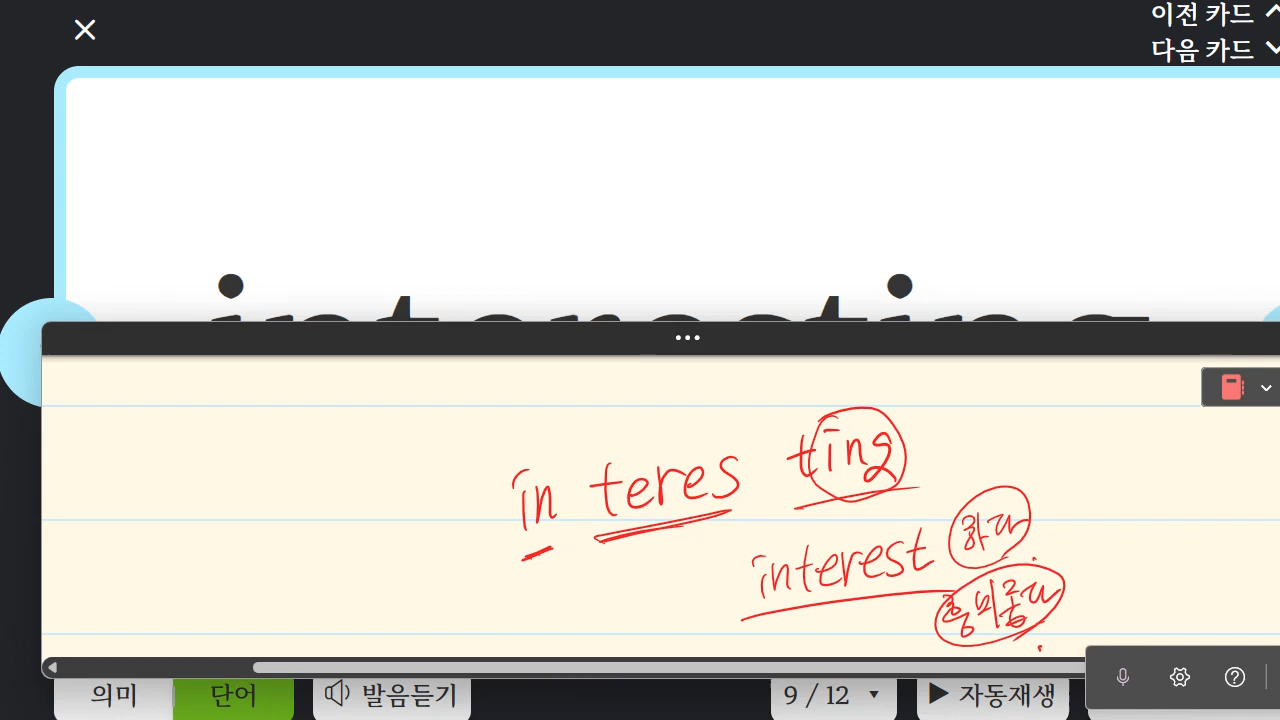 이전 카드
다음 카드
interesting
in teres ting
interest 하다.
흥미롭다.
의미
단어
발음듣기
9 / 12
자동재생